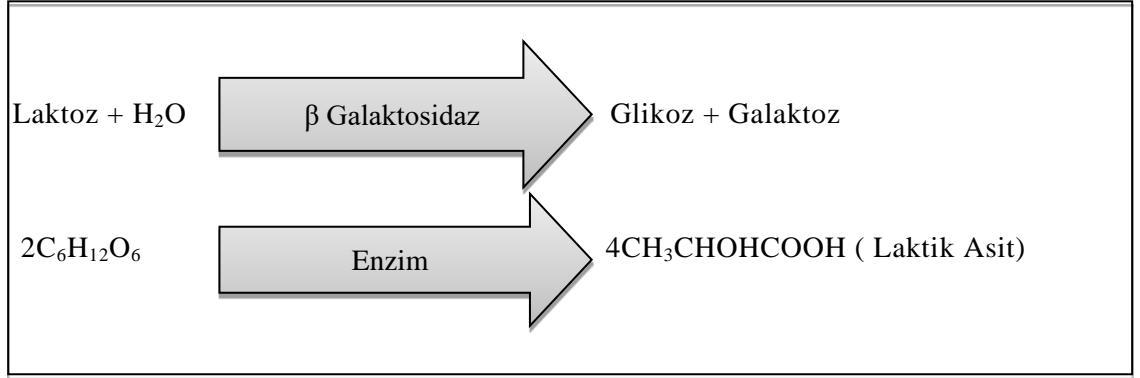 Laktoz + H₂O β Galaktosidaz Glikoz + Galaktoz
2C₆H₁₂O₆ Enzim 4CH₃CHOHCOOH ( Laktik Asit)